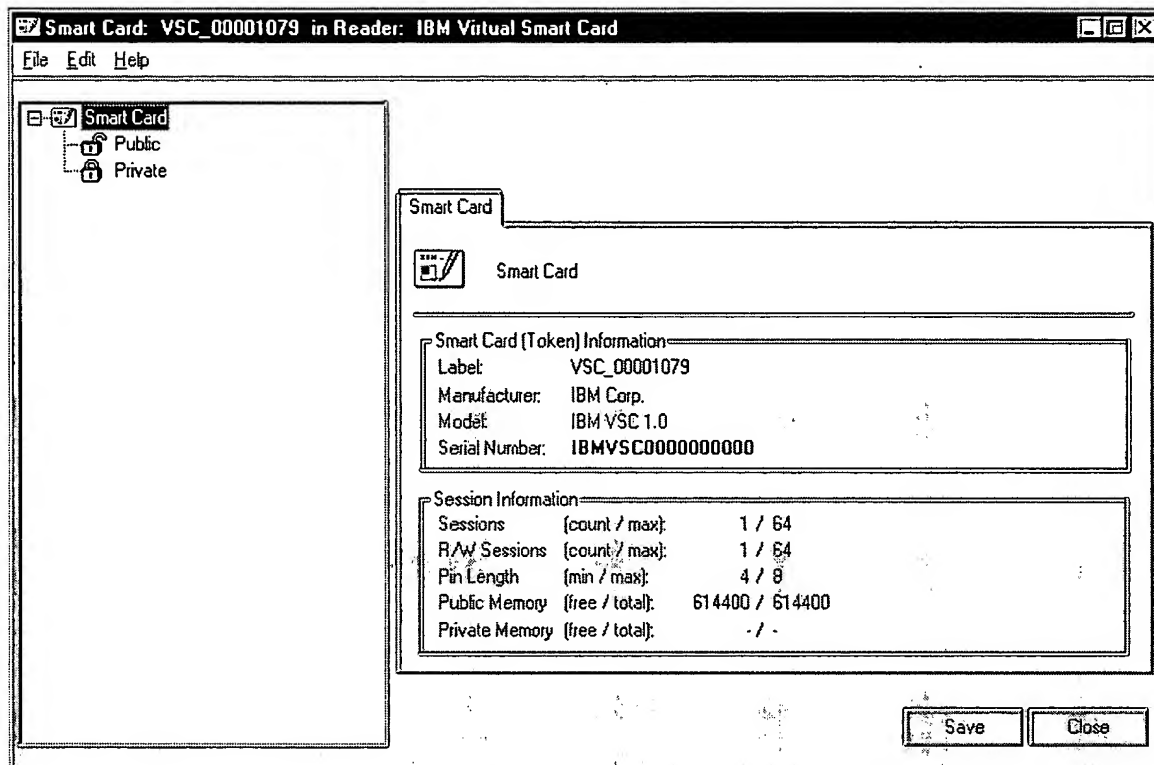 Smart Card: VSC_00001079 in Reader: IBM Virtual Smart Card
File Edit Help
Smart Card
Public
Private
Smart Card
Smart Card
Smart Card (Token) Information
Label: VSC_00001079
Manufacturer: IBM Corp.
Model: IBM VSC 1.0
Serial Number: IBMVSC0000000000
Session Information
Sessions (count / max): 1 / 64
R/W Sessions (count / max): 1 / 64
Pin Length (min / max): 4 / 8
Public Memory (free / total): 614400 / 614400
Private Memory (free / total): - / -
Save Close